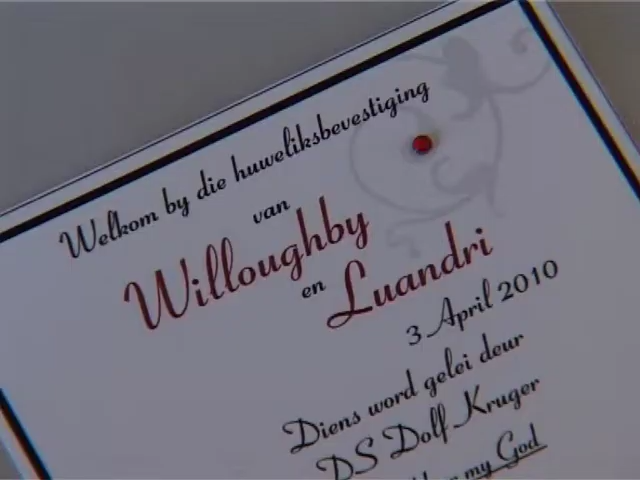 Welkom by die huweliksbevestiging
van
Willoughby
en
Luandri
3 April 2010
Diens word gelei deur
DS Dolf Kruger
my God